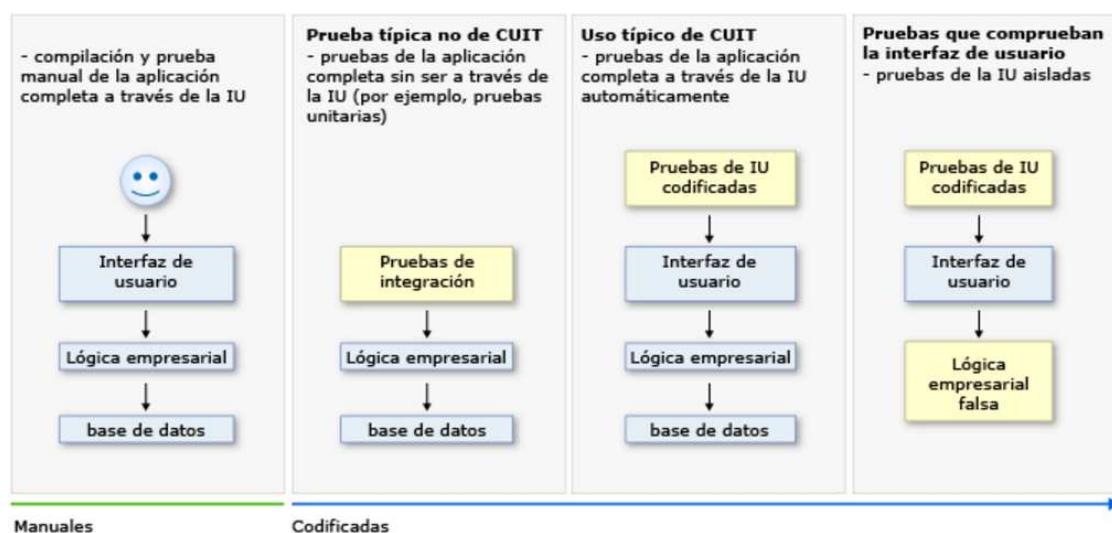 - compilación y prueba
manual de la aplicación
completa a través de la IU
Interfaz de
usuario
Lógica empresarial
base de datos
Prueba típica no de CUIT
- pruebas de la aplicación
completa sin ser a través de
la IU (por ejemplo, pruebas
unitarias)
Pruebas de
integración
Lógica empresarial
base de datos
Uso típico de CUIT
- pruebas de la aplicación
completa a través de la IU
automáticamente
Pruebas de IU
codificadas
Interfaz de
usuario
Lógica empresarial
base de datos
Pruebas que comprueban
la interfaz de usuario
- pruebas de la IU aisladas
Pruebas de IU
codificadas
Interfaz de
usuario
Lógica
empresarial
falsa
Manuales
Codificadas